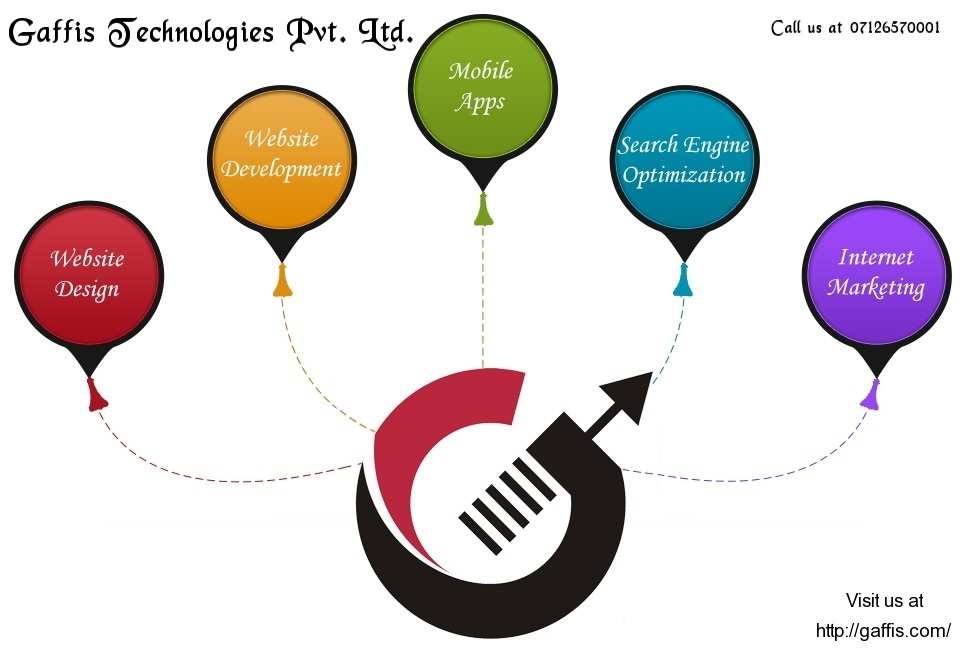 Gaffis Technologies Pvt. Ltd.
Call us at 07126570001
Mobile
Apps
Website
Development
Search Engine
Optimization
Website
Design
Internet
Marketing
Visit us at
http://gaffis.com/